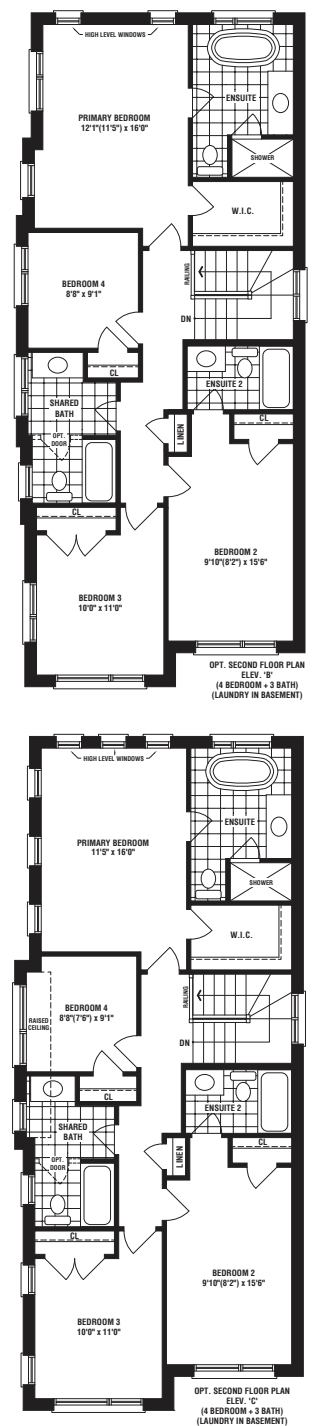 HIGH LEVEL WINDOWS
ENSUITE
PRIMARY BEDROOM
12'1"(11'5") x 16'0"
SHOWER
W.I.C.
RAILING
BEDROOM 4
8'8" x 9'1"
DN
CL
ENSUITE 2
SHARED
BATH
CL
OPT.
DOOR
LINEN
CL
BEDROOM 2
9'10"(8'2") x 15'6"
BEDROOM 3
10'0" x 11'0"
OPT. SECOND FLOOR PLAN
ELEV. 'B'
(4 BEDROOM + 3 BATH)
(LAUNDRY IN BASEMENT)
HIGH LEVEL WINDOWS
ENSUITE
PRIMARY BEDROOM
11'5" x 16'0"
SHOWER
W.I.C.
RAILING
BEDROOM 4
8'8"(7'6") x 9'1"
RAISED
CEILING
DN
CL
ENSUITE 2
SHARED
BATH
CL
OPT.
DOOR
LINEN
CL
BEDROOM 2
9'10"(8'2") x 15'6"
BEDROOM 3
10'0" x 11'0"
OPT. SECOND FLOOR PLAN
ELEV. 'C'
(4 BEDROOM + 3 BATH)
(LAUNDRY IN BASEMENT)